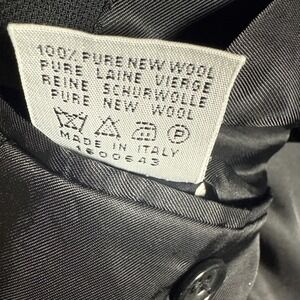 100% PURE NEW WOOL
PURE LAINE VIERGE
REINE SCHURWOLLE
PURE NEW WOOL
P
MADE IN ITALY
1600643